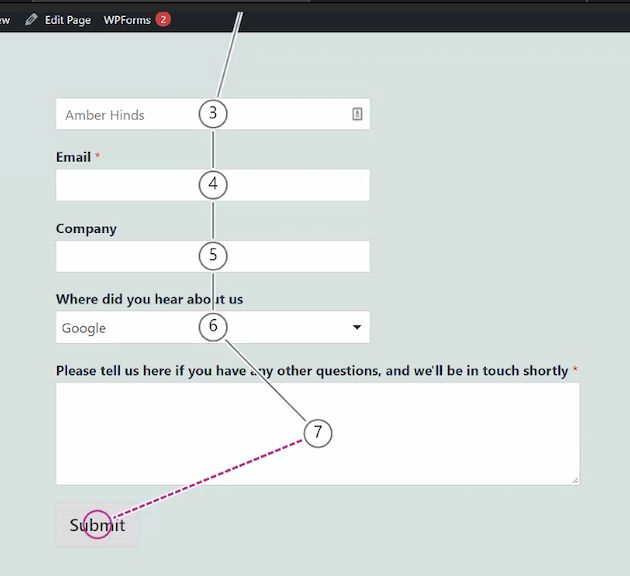 ew Edit Page WPForms 2
Amber Hinds 3
Email *
4
Company
5
Where did you hear about us
Google 6
Please tell us here if you have any other questions, and we'll be in touch shortly *
7
Submit